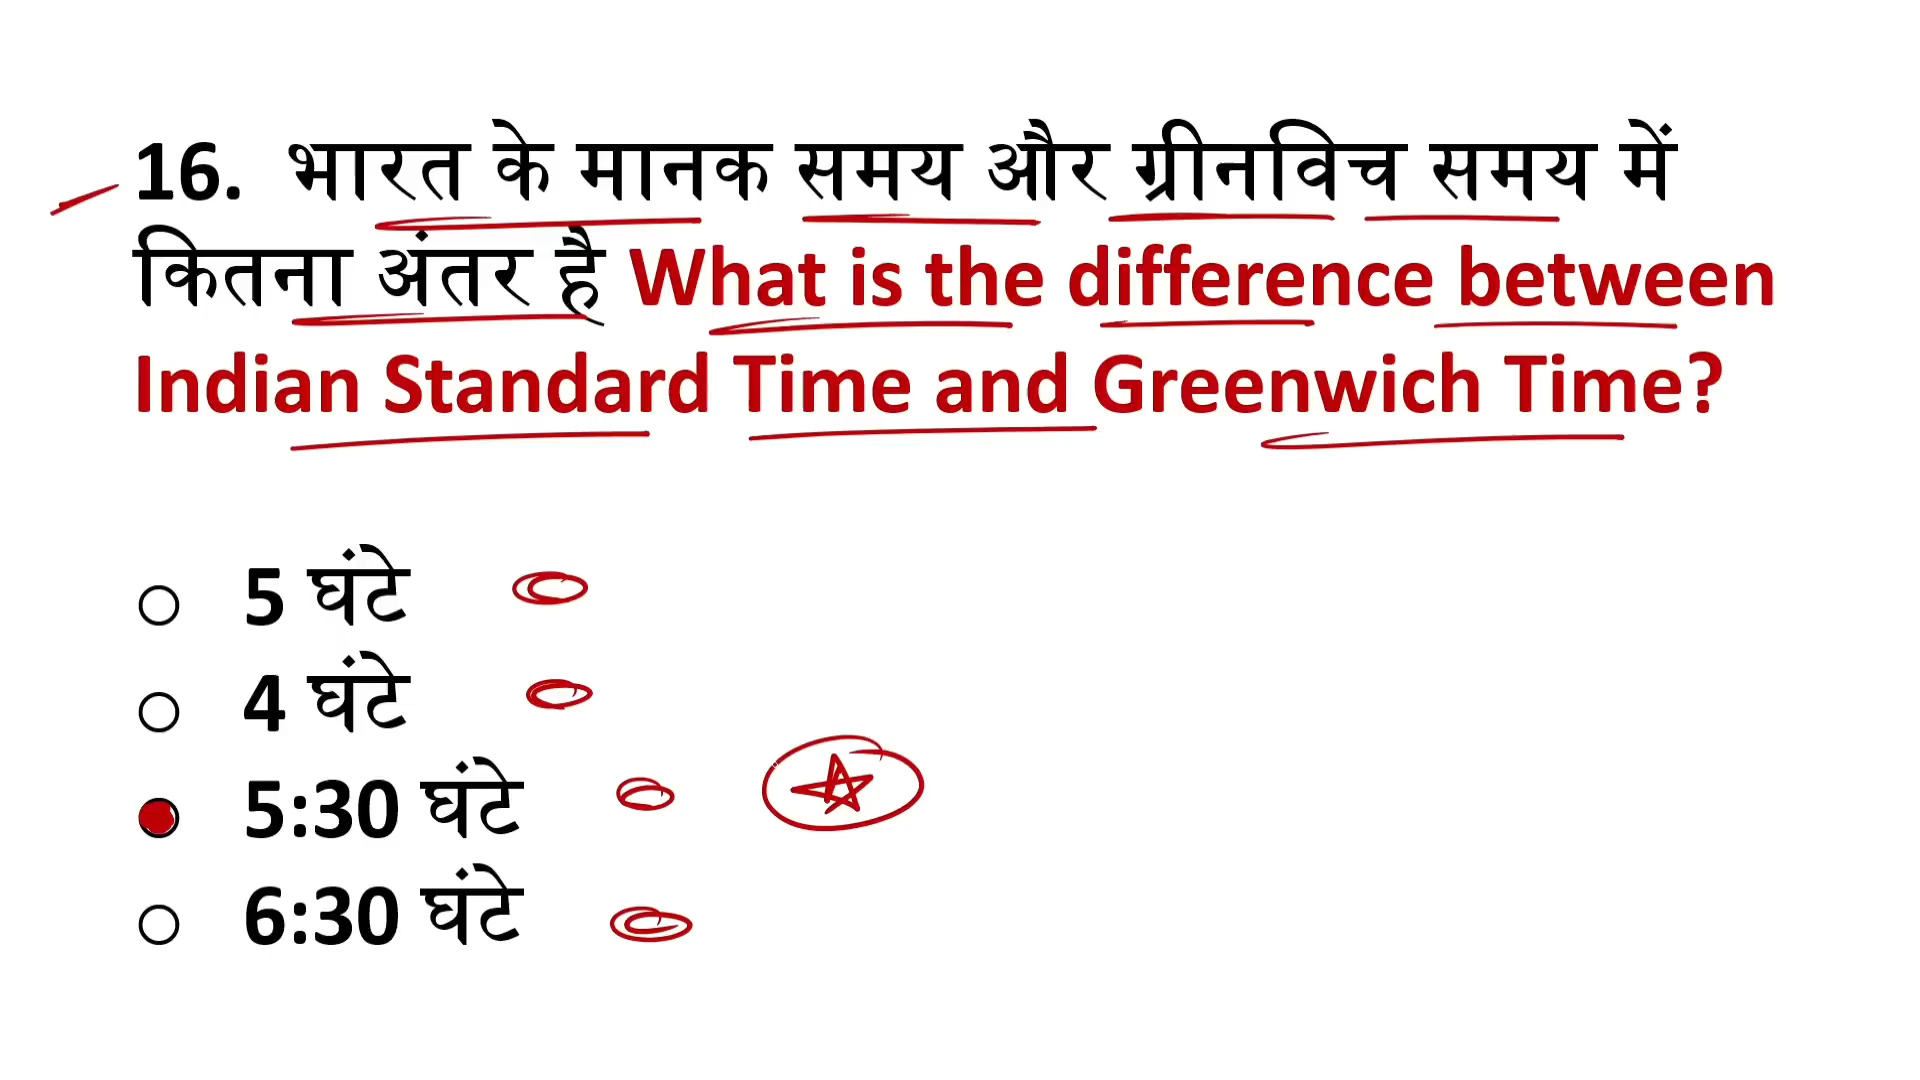 16. भारत के मानक समय और ग्रीनविच समय में
कितना अंतर है What is the difference between
Indian Standard Time and Greenwich Time?
5 घंटे
4 घंटे
5:30 घंटे
6:30 घंटे